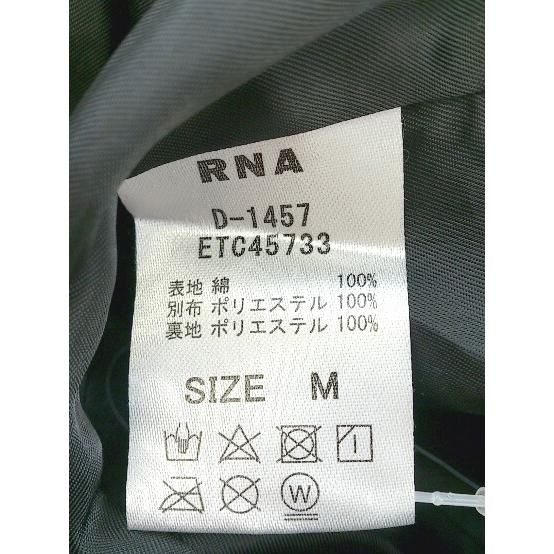 RNA
D-1457
ETC45733
表地 綿 100%
別布 ポリエステル 100%
裏地 ポリエステル 100%
SIZE M
W